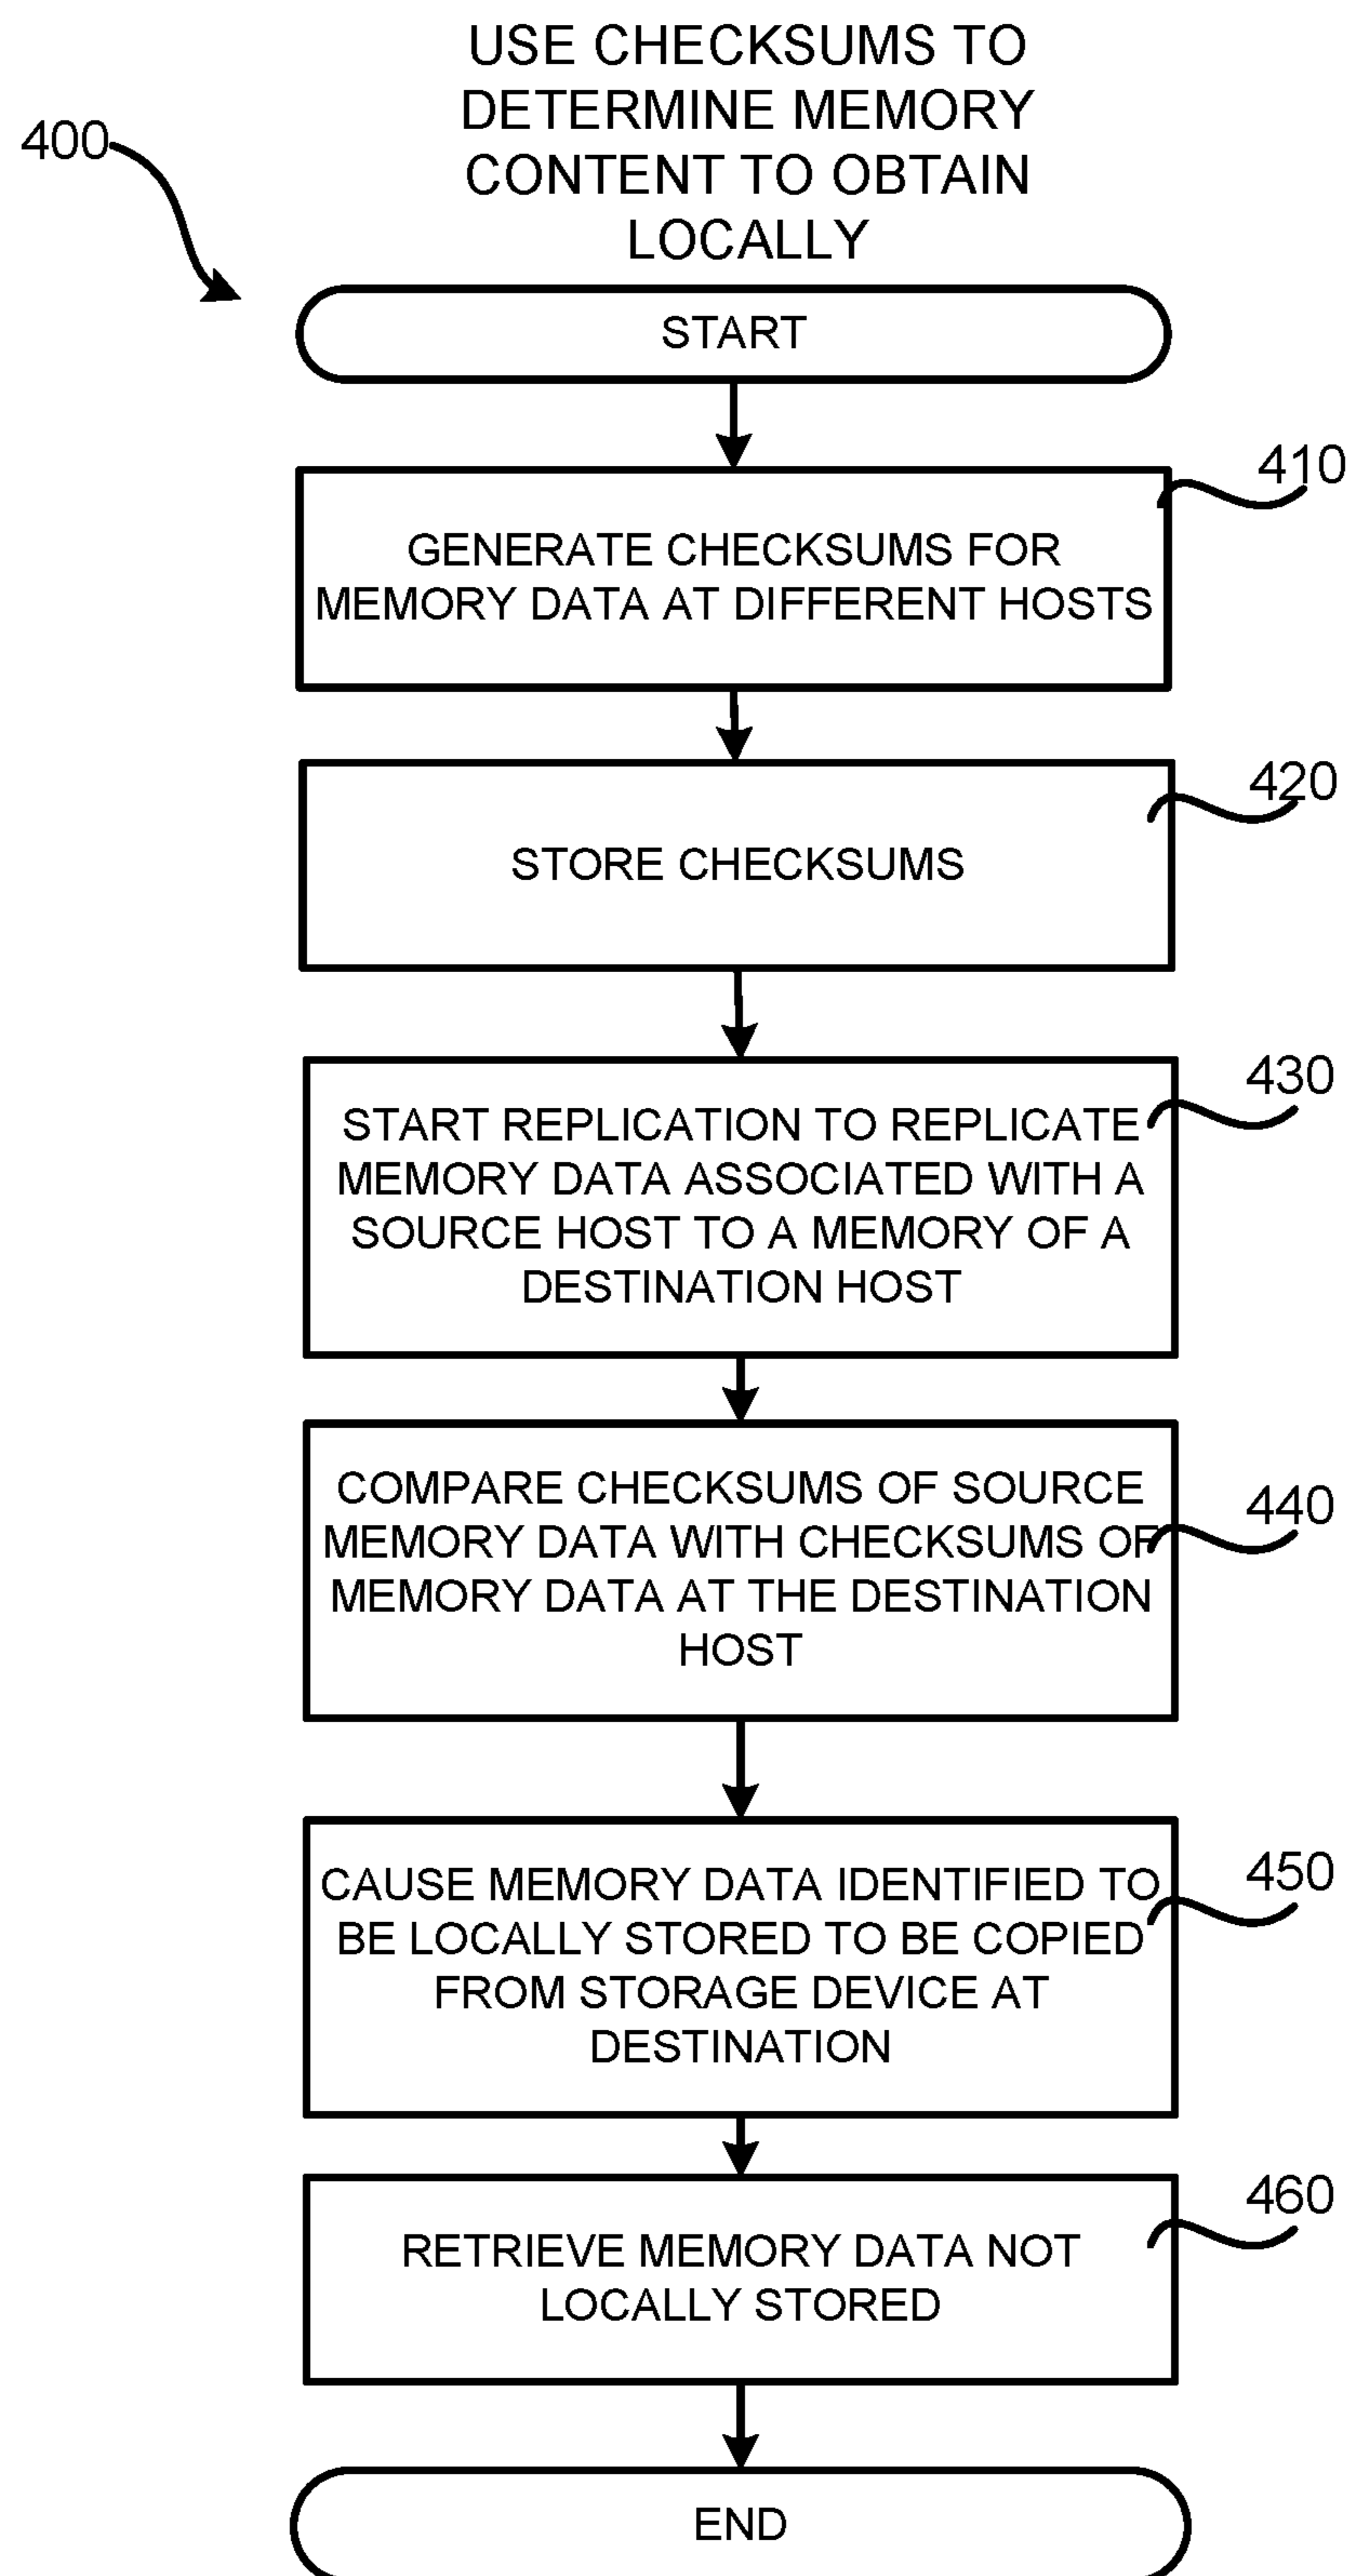 USE CHECKSUMS TO
DETERMINE MEMORY
CONTENT TO OBTAIN
LOCALLY
400
START
410
GENERATE CHECKSUMS FOR
MEMORY DATA AT DIFFERENT HOSTS
420
STORE CHECKSUMS
430
START REPLICATION TO REPLICATE
MEMORY DATA ASSOCIATED WITH A
SOURCE HOST TO A MEMORY OF A
DESTINATION HOST
440
COMPARE CHECKSUMS OF SOURCE
MEMORY DATA WITH CHECKSUMS OF
MEMORY DATA AT THE DESTINATION
HOST
450
CAUSE MEMORY DATA IDENTIFIED TO
BE LOCALLY STORED TO BE COPIED
FROM STORAGE DEVICE AT
DESTINATION
460
RETRIEVE MEMORY DATA NOT
LOCALLY STORED
END